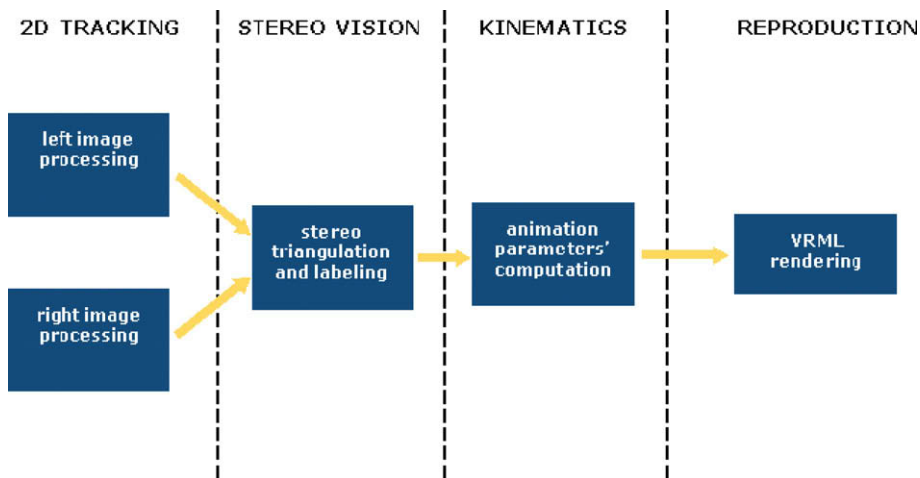 2D TRACKING
STEREO VISION
KINEMATICS
REPRODUCTION
left image
processing
right image
processing
stereo
triangulation
and labeling
animation
parameters'
computation
VRML
rendering